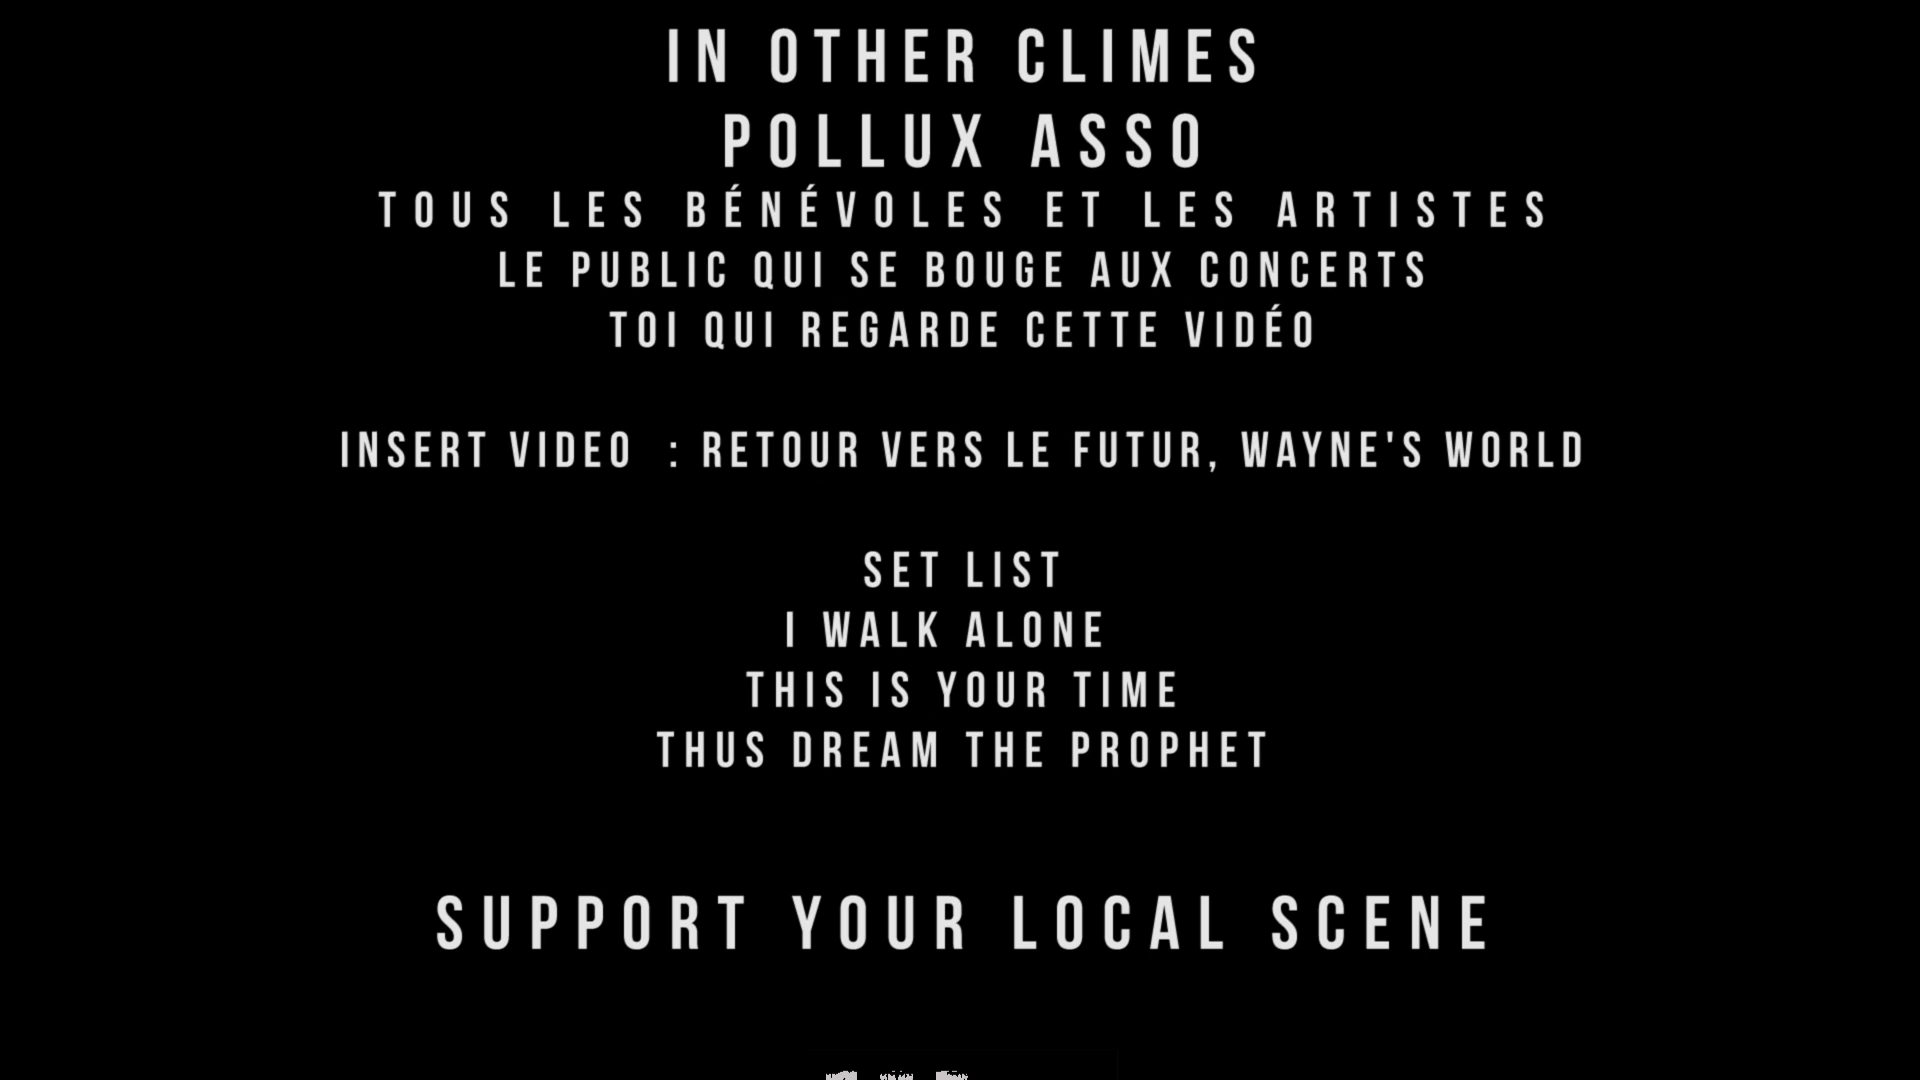 IN OTHER CLIMES
POLLUX ASSO
TOUS LES BÉNÉVOLES ET LES ARTISTES
LE PUBLIC QUI SE BOUGE AUX CONCERTS
TOI QUI REGARDE CETTE VIDÉO
INSERT VIDEO : RETOUR VERS LE FUTUR, WAYNE'S WORLD
SET LIST
I WALK ALONE
THIS IS YOUR TIME
THUS DREAM THE PROPHET
SUPPORT YOUR LOCAL SCENE